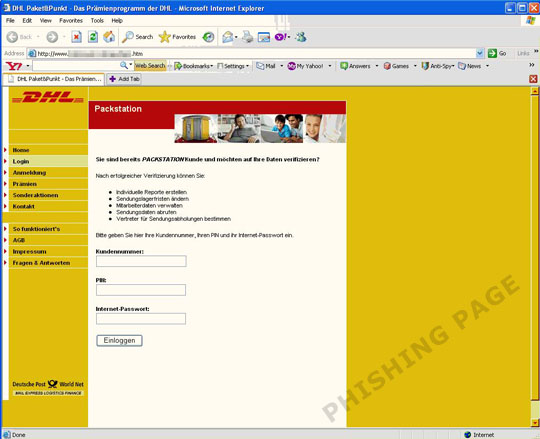 DHL Paket&Punkt - Das Prämienprogramm der DHL - Microsoft Internet Explorer
File Edit View Favorites Tools Help
Back Search Favorites
Address http://www. .htm Go Links
Y! Web Search Bookmarks Settings Mail My Yahoo! Answers Games Anti-Spy News
DHL Paket&Punkt - Das Prämien... Add Tab
DHL
Packstation
Home
Login
Anmeldung
Prämien
Sonderaktionen
Kontakt
So funktioniert's
AGB
Impressum
Fragen & Antworten
Sie sind bereits PACKSTATION Kunde und möchten auf Ihre Daten verifizieren?
Nach erfolgreicher Verifizierung können Sie:
Individuelle Reporte erstellen
Sendungslagerfristen ändern
Mitarbeiterdaten verwalten
Sendungsdaten abrufen
Vertreter für Sendungsabholungen bestimmen
Bitte geben sie hier Ihre Kundennummer, Ihren PIN und ihr Internet-Passwort ein.
Kundennummer:
PIN:
Internet-Passwort:
Einloggen
PHISHING PAGE
Deutsche Post World Net
MAIL EXPRESS LOGISTICS FINANCE
Done Internet